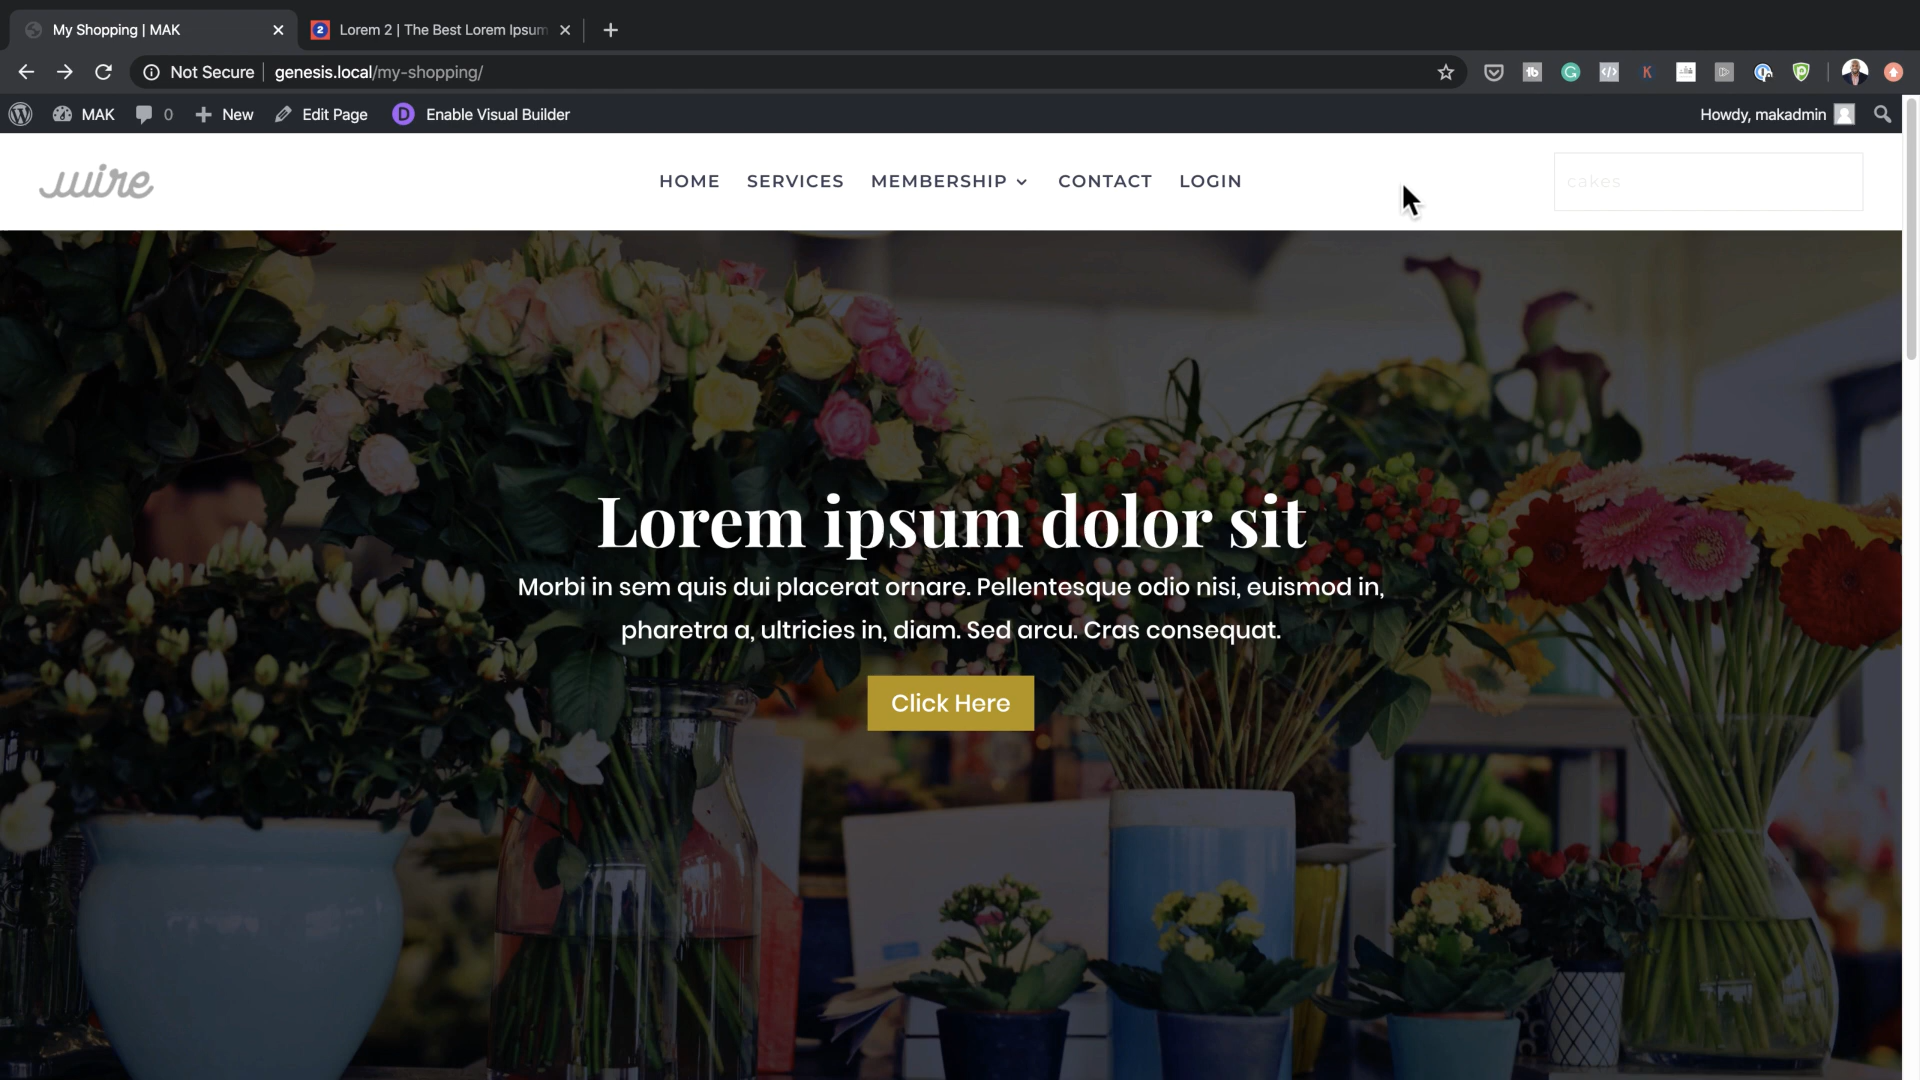 My Shopping | MAK
Lorem 2 | The Best Lorem Ipsum
Not Secure genesis.local/my-shopping/
MAK 0 New Edit Page D Enable Visual Builder Howdy, makadmin
HOME SERVICES MEMBERSHIP CONTACT LOGIN cakes
Lorem ipsum dolor sit
Morbi in sem quis dui placerat ornare. Pellentesque odio nisi, euismod in,
pharetra a, ultricies in, diam. Sed arcu. Cras consequat.
Click Here